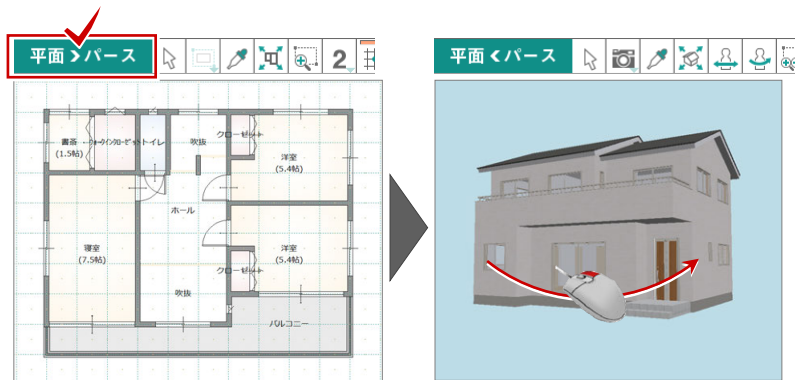 平面 > パース
2
平面 < パース
クローゼット
書斎
(1.5帖)
ウォークインクローゼット
トイレ
吹抜
洋室
(5.4帖)
ホール
寝室
(7.5帖)
洋室
(5.4帖)
クローゼット
吹抜
バルコニー